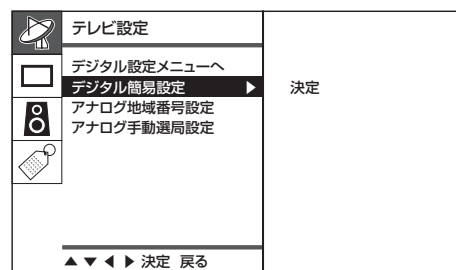 テレビ設定
デジタル設定メニューへ
デジタル簡易設定 ▶
決定
アナログ地域番号設定
アナログ手動選局設定
▲ ▼ ◀ ▶ 決定 戻る